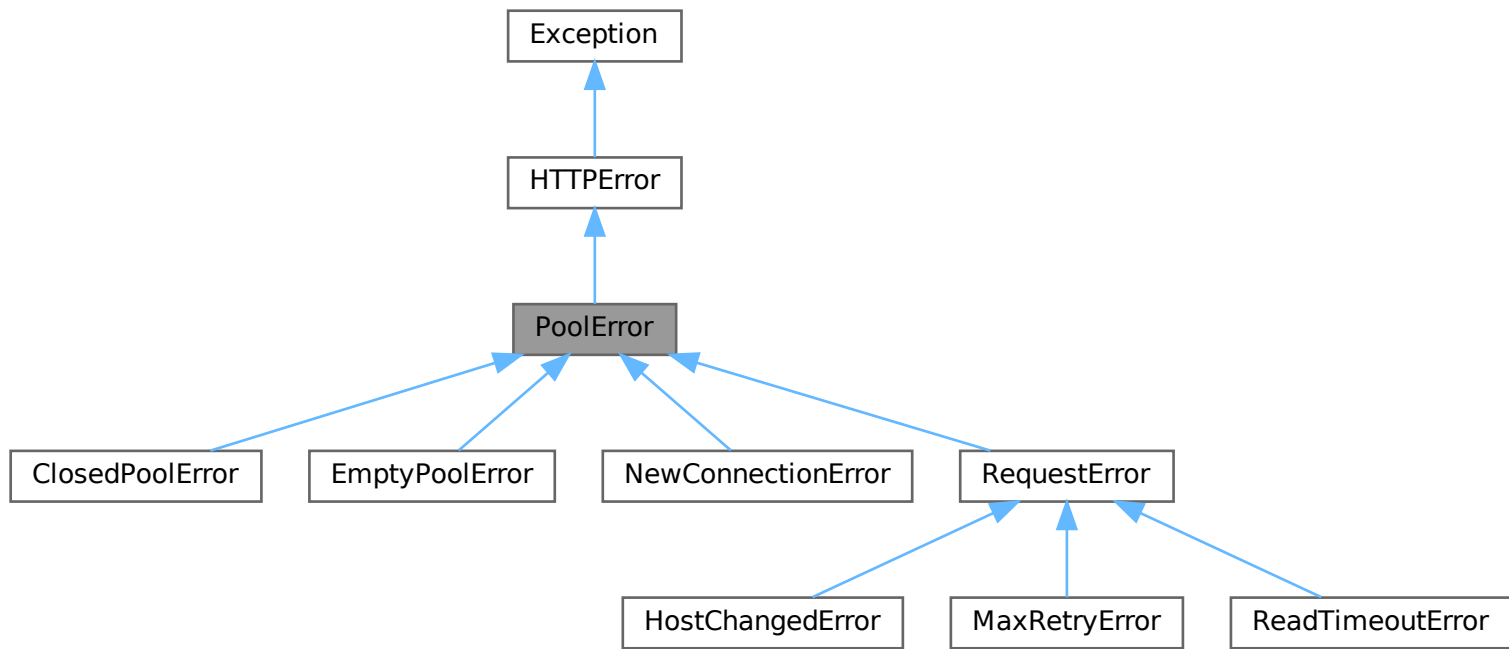 Exception
HTTPError
PoolError
ClosedPoolError
EmptyPoolError
NewConnectionError
RequestError
HostChangedError
MaxRetryError
ReadTimeoutError